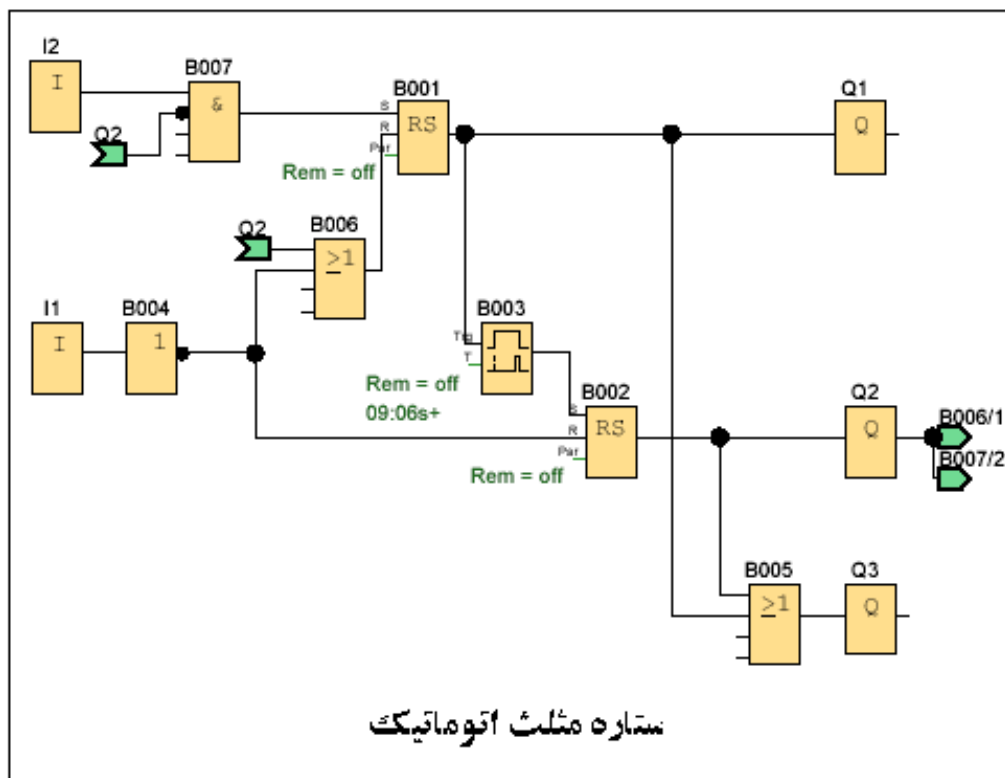 I2
I
B007
&
Q2
B001
S
R
Par
RS
Rem = off
Q1
Q
Q2
B006
>1
I1
I
B004
1
B003
Trg
T
Rem = off
09:06s+
B002
S
R
Par
RS
Rem = off
Q2
Q
B006/1
B007/2
B005
>1
Q3
Q
ستاره مثلث اتوماتیک